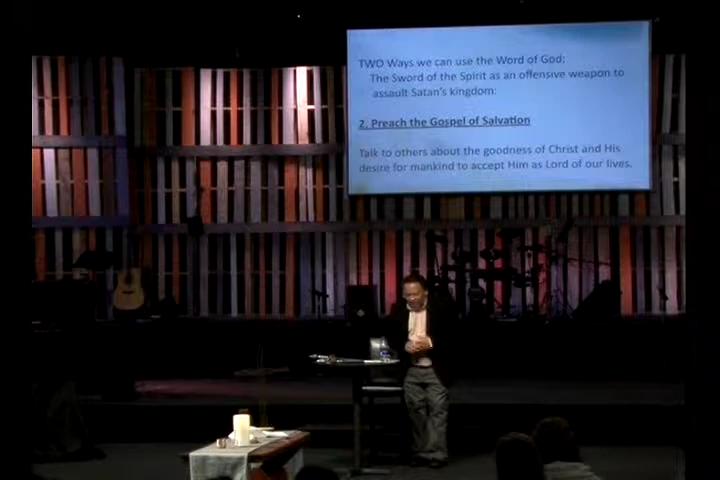 TWO Ways we can use the Word of God:
The Sword of the Spirit as an offensive weapon to
assault Satan's kingdom:
2. Preach the Gospel of Salvation
Talk to others about the goodness of Christ and His
desire for mankind to accept Him as Lord of our lives.